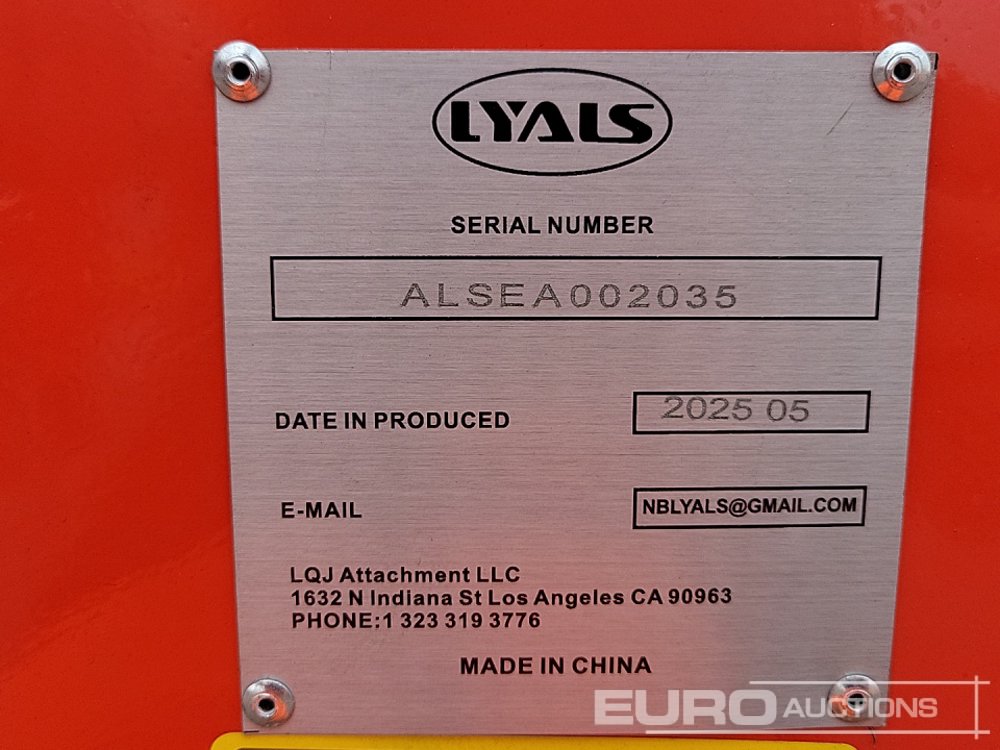 LYALS
SERIAL NUMBER
ALSEA002035
DATE IN PRODUCED
2025 05
E-MAIL
NBLYALS@GMAIL.COM
LQJ Attachment LLC
1632 N Indiana St Los Angeles CA 90963
PHONE:1 323 319 3776
MADE IN CHINA
EURO AUCTIONS